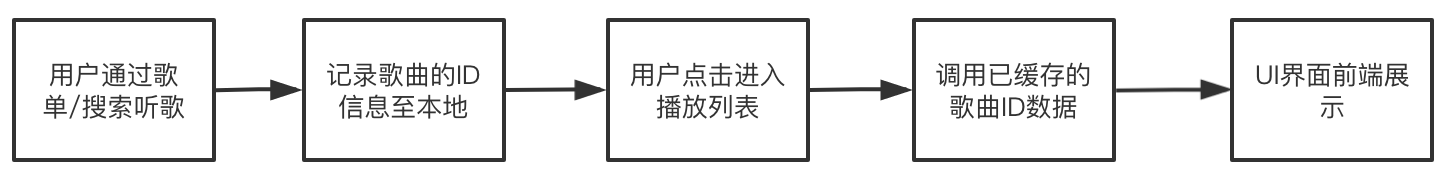 用户通过歌
单/搜索听歌
记录歌曲的ID
信息至本地
用户点击进入
播放列表
调用已缓存的
歌曲ID数据
UI界面前端展
示